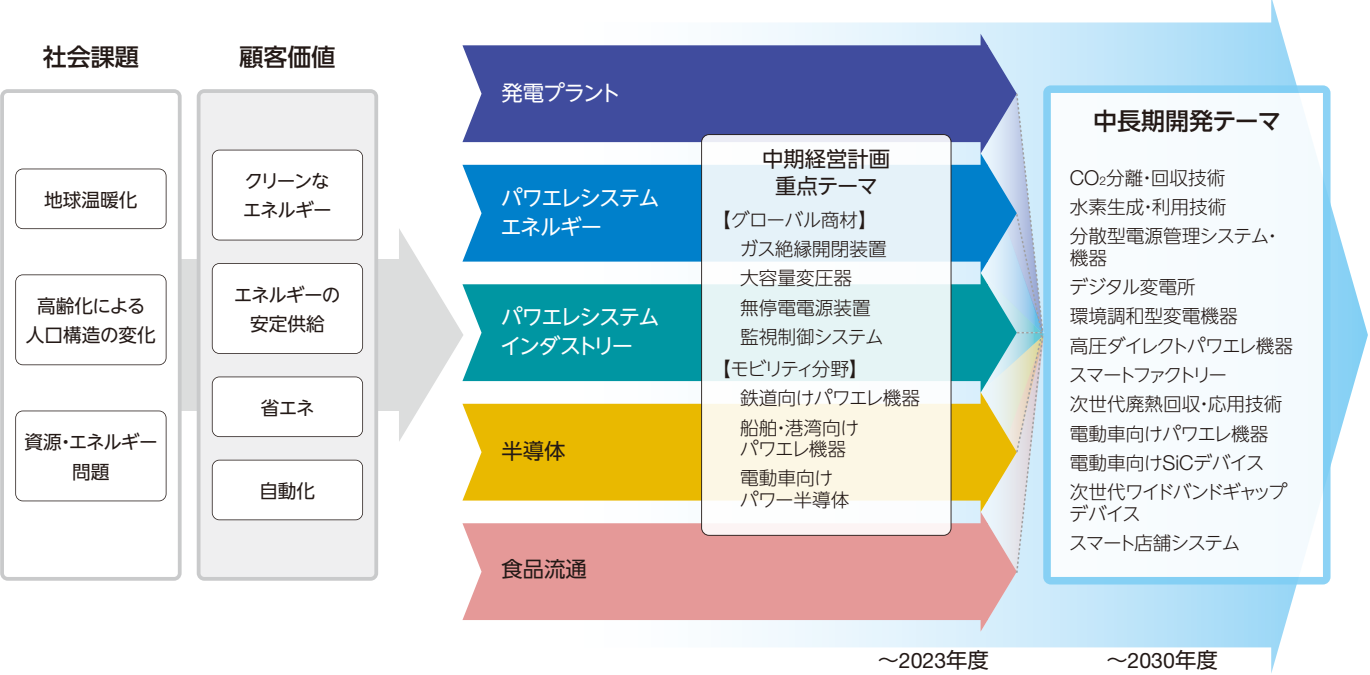 社会課題
地球温暖化
高齢化による
人口構造の変化
資源・エネルギー
問題
顧客価値
クリーンな
エネルギー
エネルギーの
安定供給
省エネ
自動化
発電プラント
パワエレシステム
エネルギー
パワエレシステム
インダストリー
半導体
食品流通
中期経営計画
重点テーマ
【グローバル商材】
ガス絶縁開閉装置
大容量変圧器
無停電電源装置
監視制御システム
【モビリティ分野】
鉄道向けパワエレ機器
船舶・港湾向け
パワエレ機器
電動車向け
パワー半導体
～2023年度
中長期開発テーマ
CO₂分離・回収技術
水素生成・利用技術
分散型電源管理システム・
機器
デジタル変電所
環境調和型変電機器
高圧ダイレクトパワエレ機器
スマートファクトリー
次世代廃熱回収・応用技術
電動車向けパワエレ機器
電動車向けSiCデバイス
次世代ワイドバンドギャップ
デバイス
スマート店舗システム
～2030年度